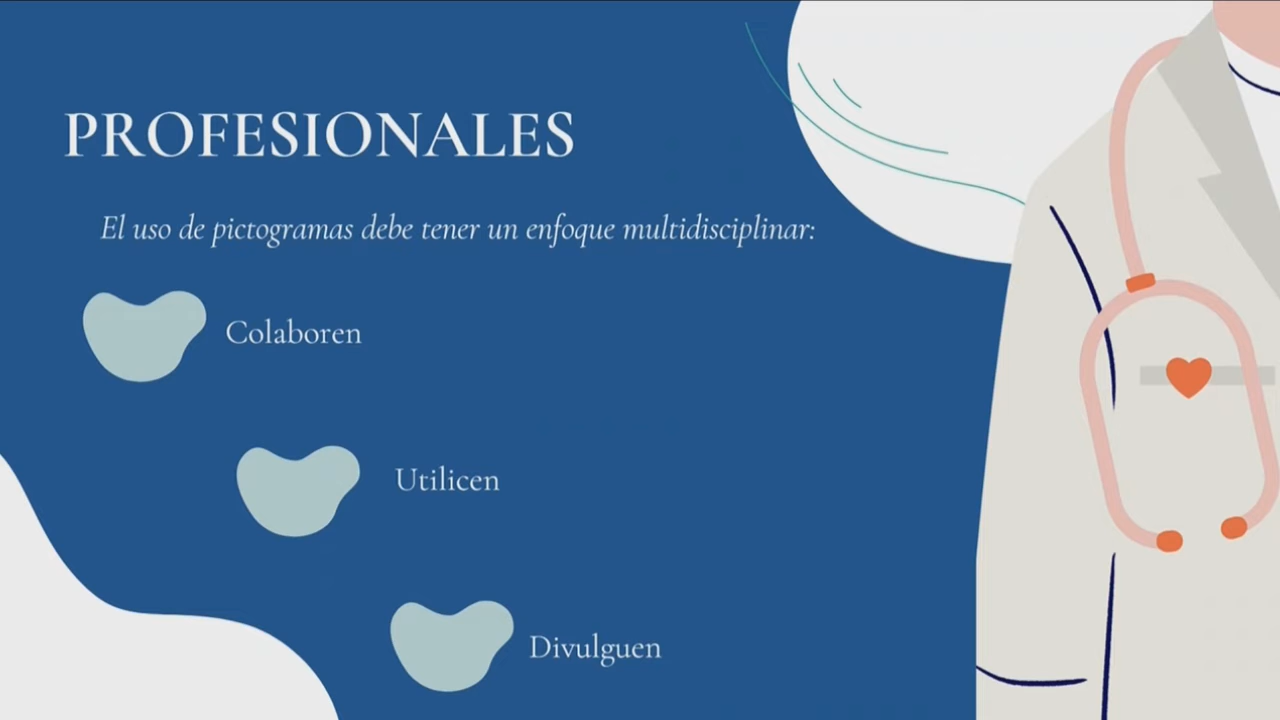 PROFESIONALES
El uso de pictogramas debe tener un enfoque multidisciplinar:
Colaboren
Utilicen
Divulguen